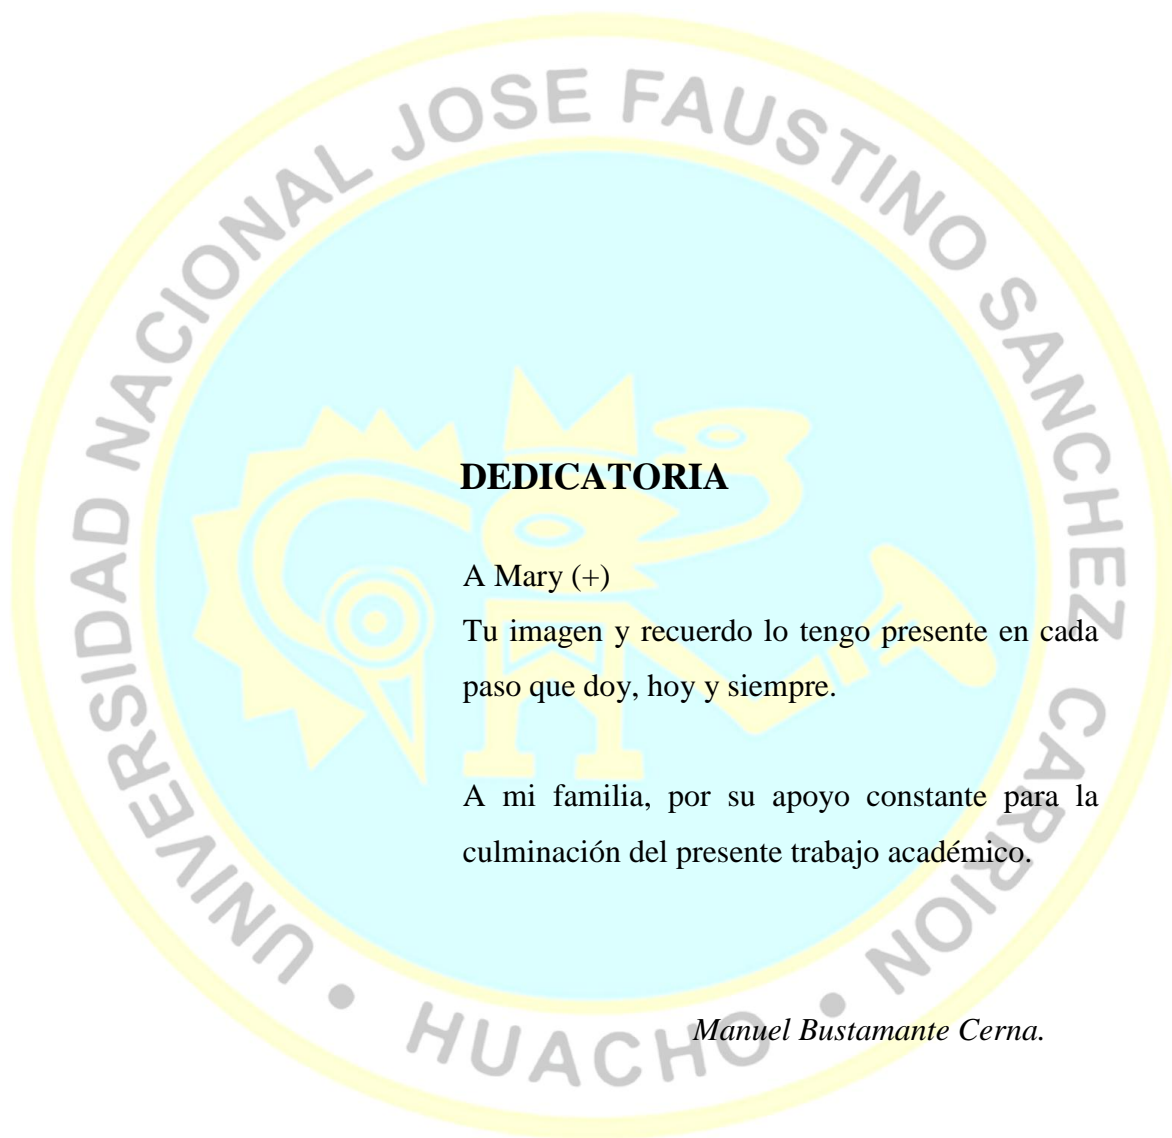 UNIVERSIDAD NACIONAL JOSE FAUSTINO SANCHEZ CARRION • HUACHO •
DEDICATORIA
A Mary (+)
Tu imagen y recuerdo lo tengo presente en cada
paso que doy, hoy y siempre.
A mi familia, por su apoyo constante para la
culminación del presente trabajo académico.
Manuel Bustamante Cerna.